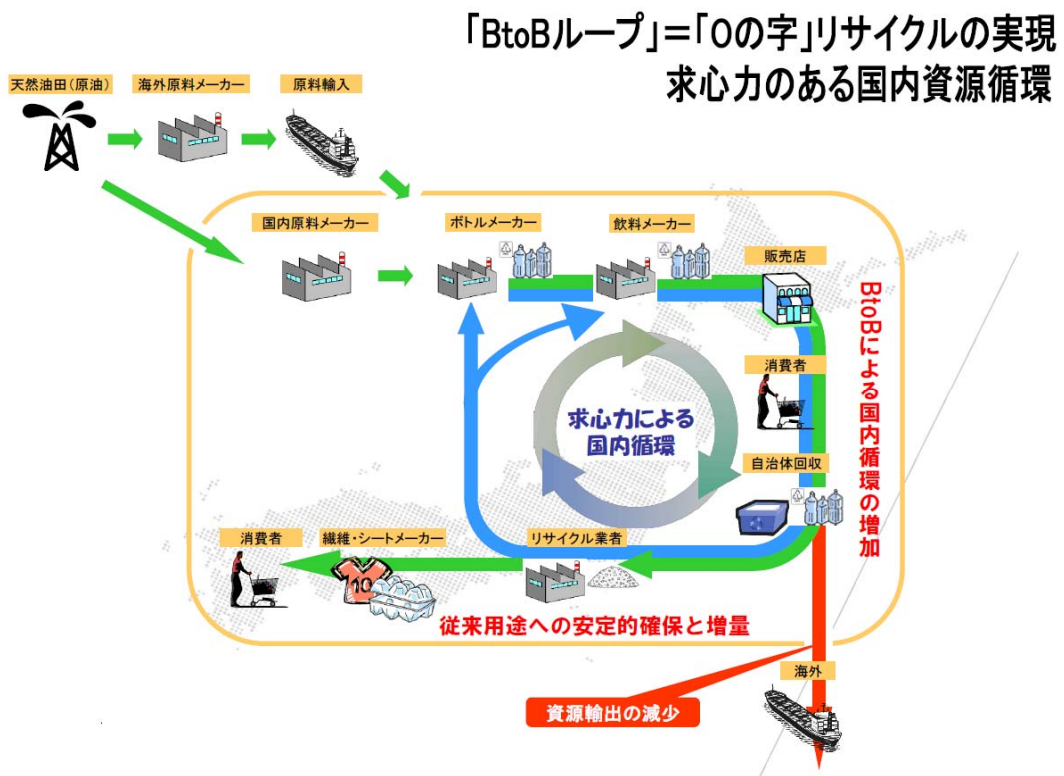 「BtoBループ」＝「Oの字」リサイクルの実現
求心力のある国内資源循環
天然油田（原油）
海外原料メーカー
原料輸入
国内原料メーカー
ボトルメーカー
飲料メーカー
販売店
BtoBによる国内循環の増加
消費者
求心力による
国内循環
自治体回収
消費者
繊維・シートメーカー
リサイクル業者
10
従来用途への安定的確保と増量
海外
資源輸出の減少